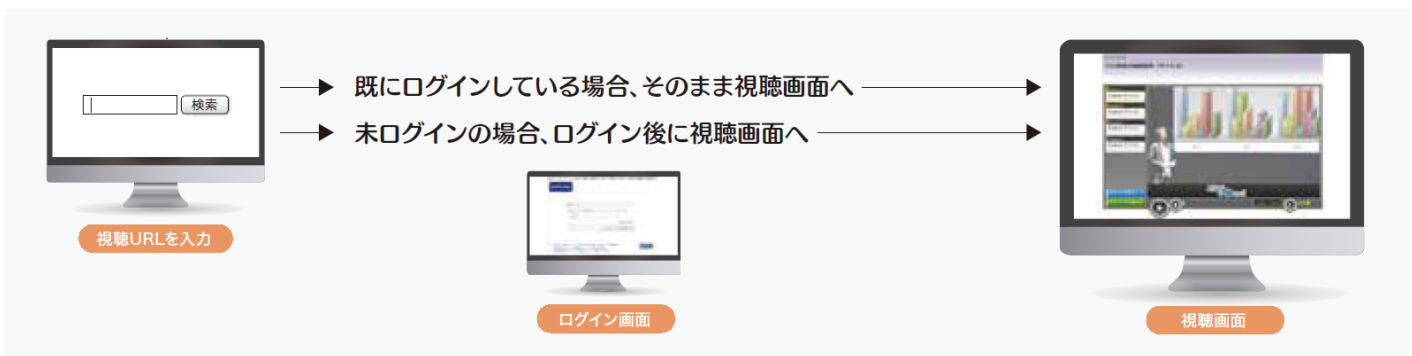 検索
既にログインしている場合、そのまま視聴画面へ
未ログインの場合、ログイン後に視聴画面へ
視聴URLを入力
ログイン画面
視聴画面